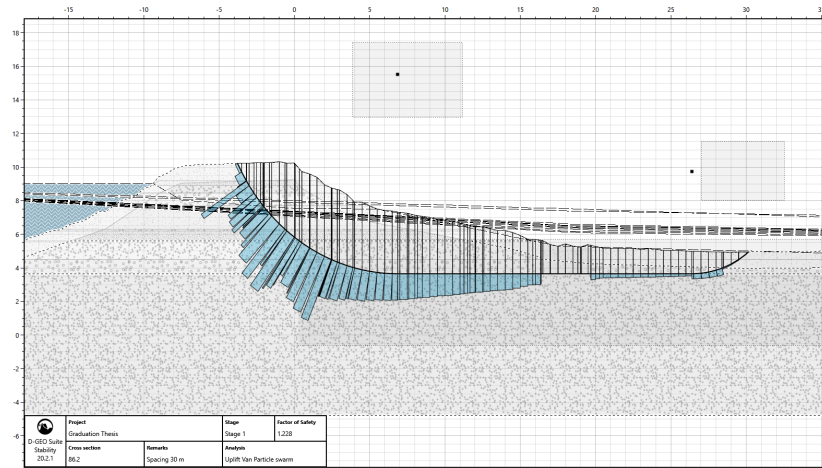 -15 -10 -5 0 5 10 15 20 25 30 3
18
16
14
12
10
8
6
4
2
0
-2
-4
-6
D-GEO Suite
Stability
20.2.1
Project
Graduation Thesis
Stage
Stage 1
Factor of Safety
1.228
Cross section
86.2
Remarks
Spacing 30 m
Analysis
Uplift Van Particle swarm